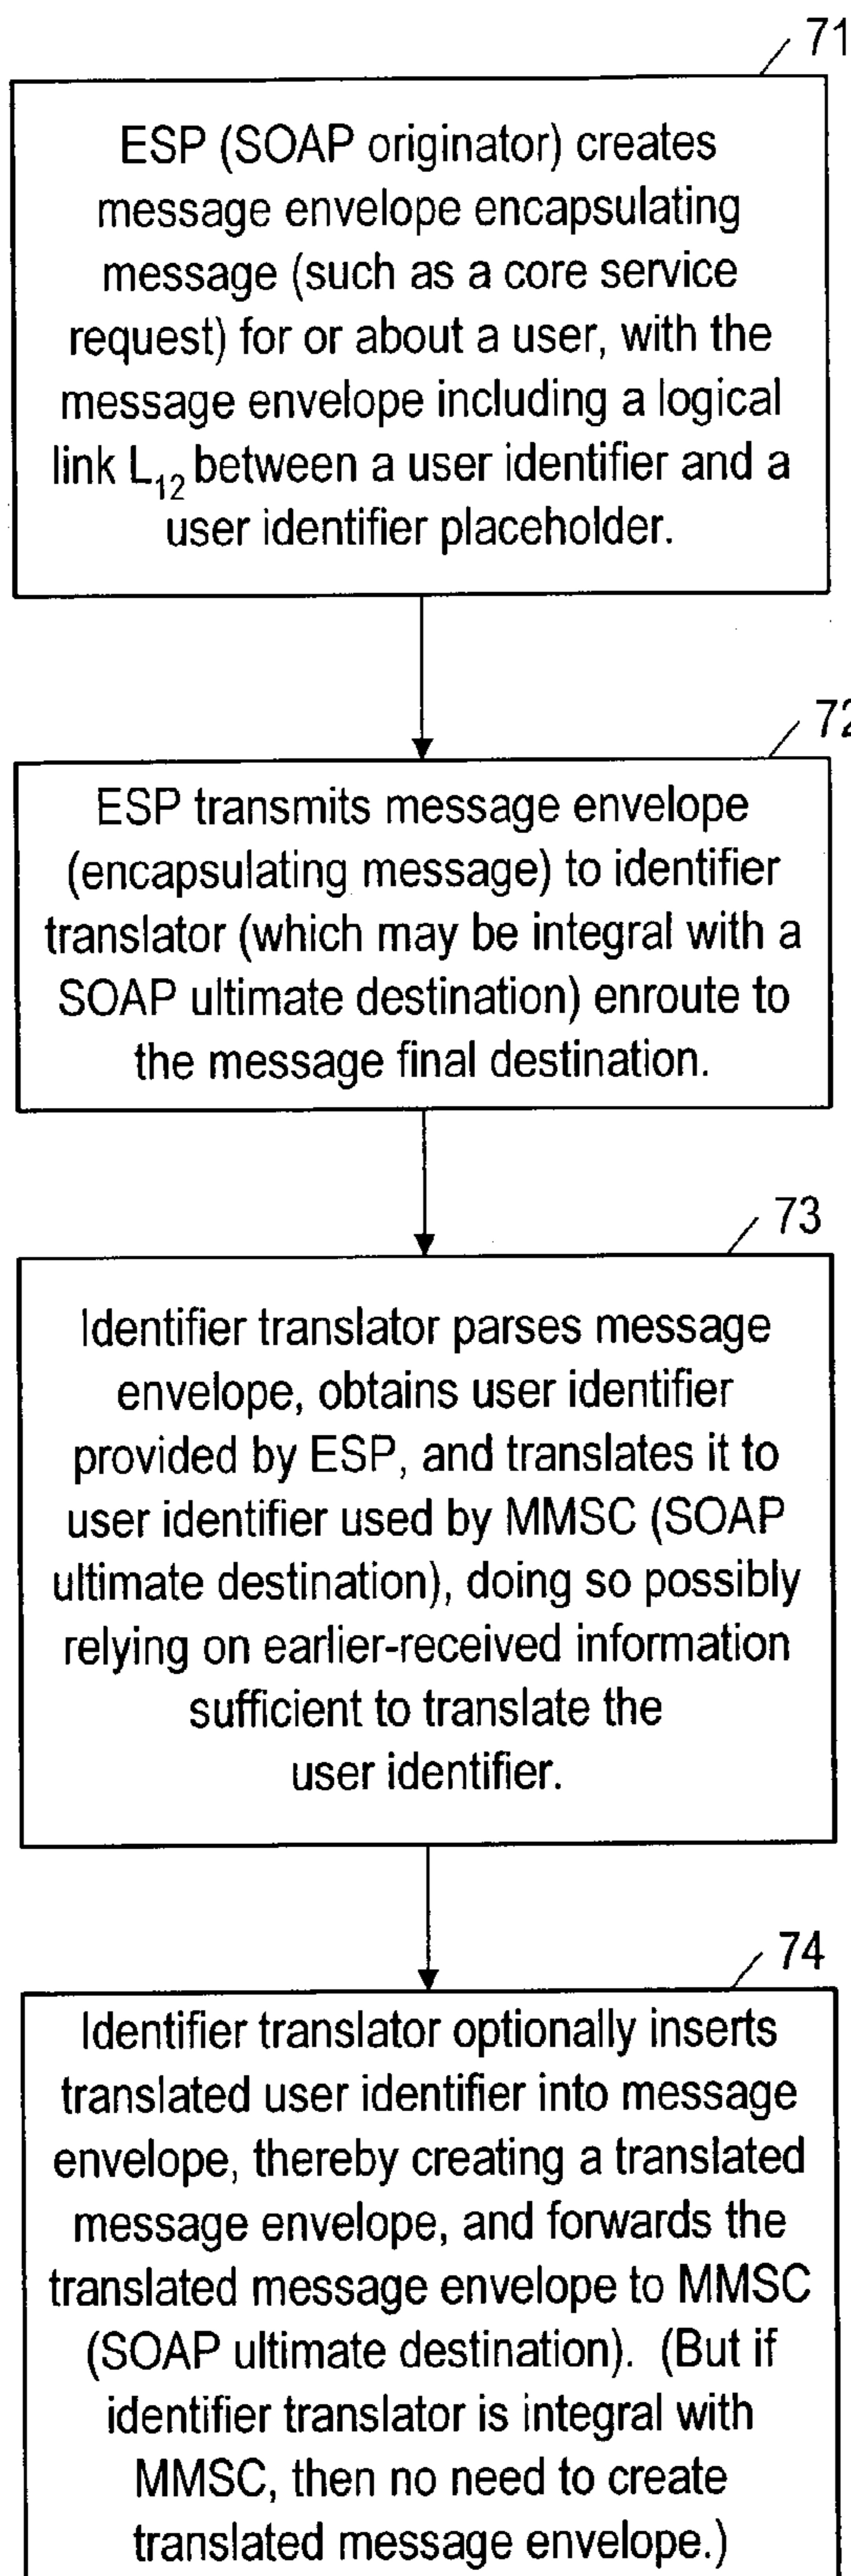 71
ESP (SOAP originator) creates
message envelope encapsulating
message (such as a core service
request) for or about a user, with the
message envelope including a logical
link L12 between a user identifier and a
user identifier placeholder.
72
ESP transmits message envelope
(encapsulating message) to identifier
translator (which may be integral with a
SOAP ultimate destination) enroute to
the message final destination.
73
Identifier translator parses message
envelope, obtains user identifier
provided by ESP, and translates it to
user identifier used by MMSC (SOAP
ultimate destination), doing so possibly
relying on earlier-received information
sufficient to translate the
user identifier.
74
Identifier translator optionally inserts
translated user identifier into message
envelope, thereby creating a translated
message envelope, and forwards the
translated message envelope to MMSC
(SOAP ultimate destination). (But if
identifier translator is integral with
MMSC, then no need to create
translated message envelope.)